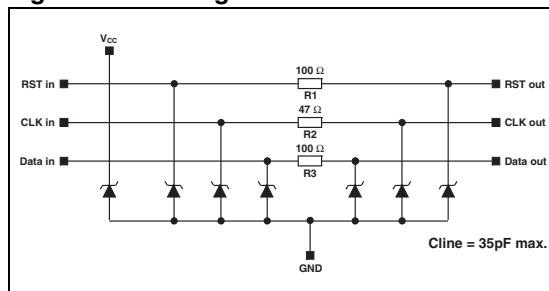 VCC
100 Ω
RST in RST out
R1
47 Ω
CLK in CLK out
R2
100 Ω
Data in Data out
R3
Cline = 35pF max.
GND